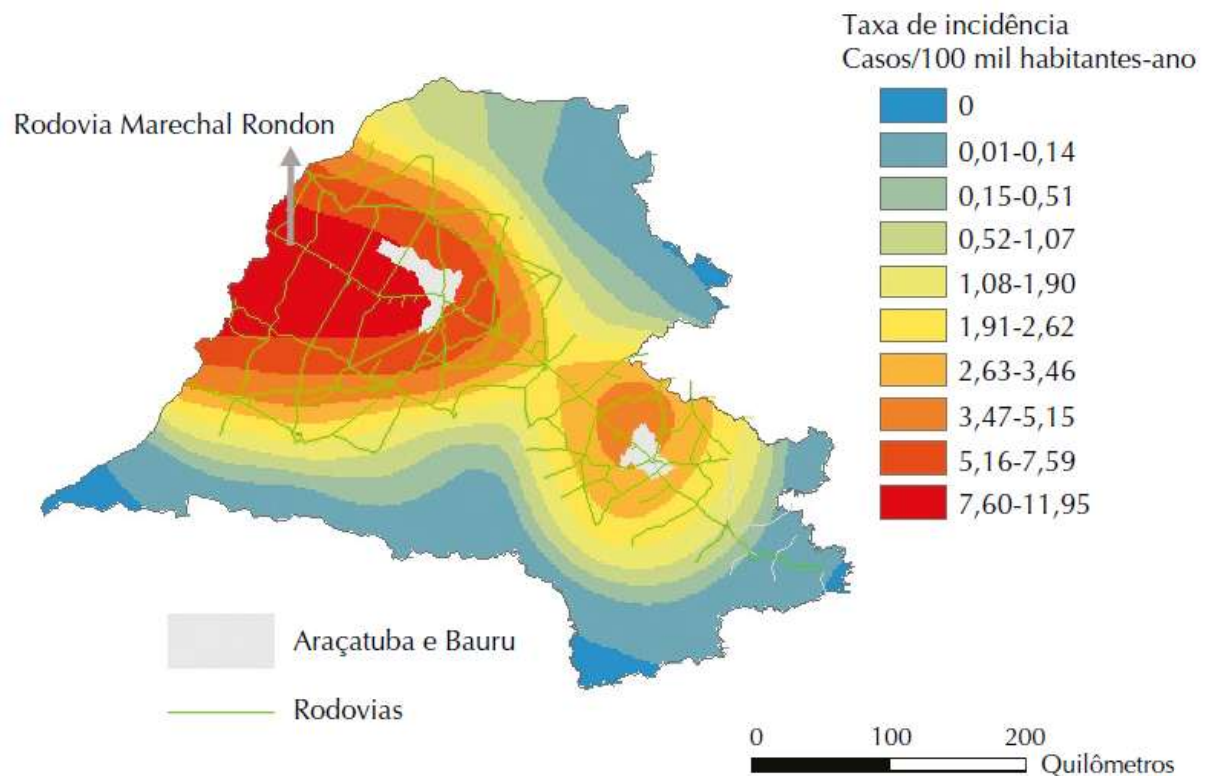 Taxa de incidência
Casos/100 mil habitantes-ano
Rodovia Marechal Rondon
0
0,01-0,14
0,15-0,51
0,52-1,07
1,08-1,90
1,91-2,62
2,63-3,46
3,47-5,15
5,16-7,59
7,60-11,95
Araçatuba e Bauru
Rodovias
0 100 200
Quilômetros